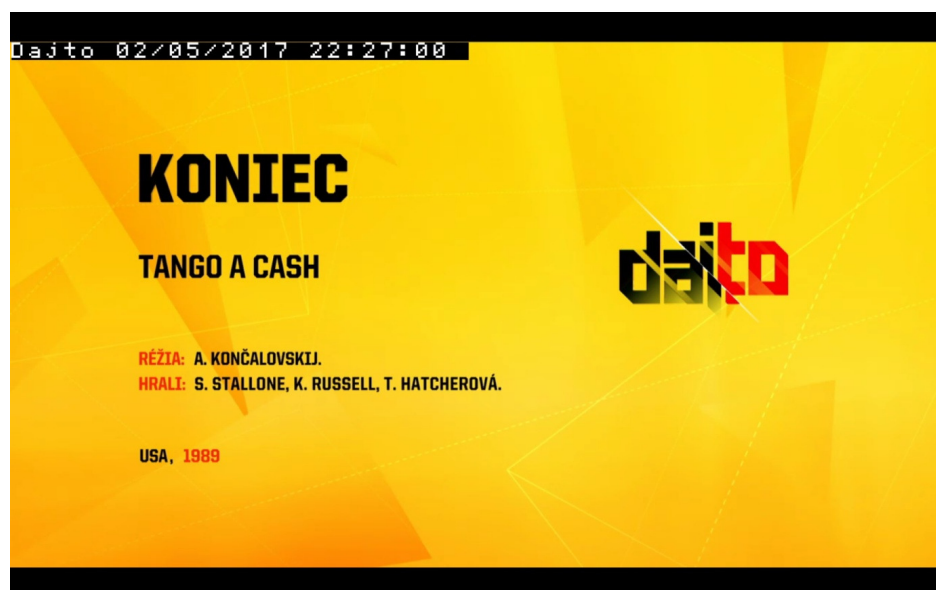 Dajto 02/05/2017 22:27:00
KONIEC
TANGO A CASH
dajto
RÉŽIA: A. KONČALOVSKIJ.
HRALI: S. STALLONE, K. RUSSELL, T. HATCHEROVÁ.
USA, 1989